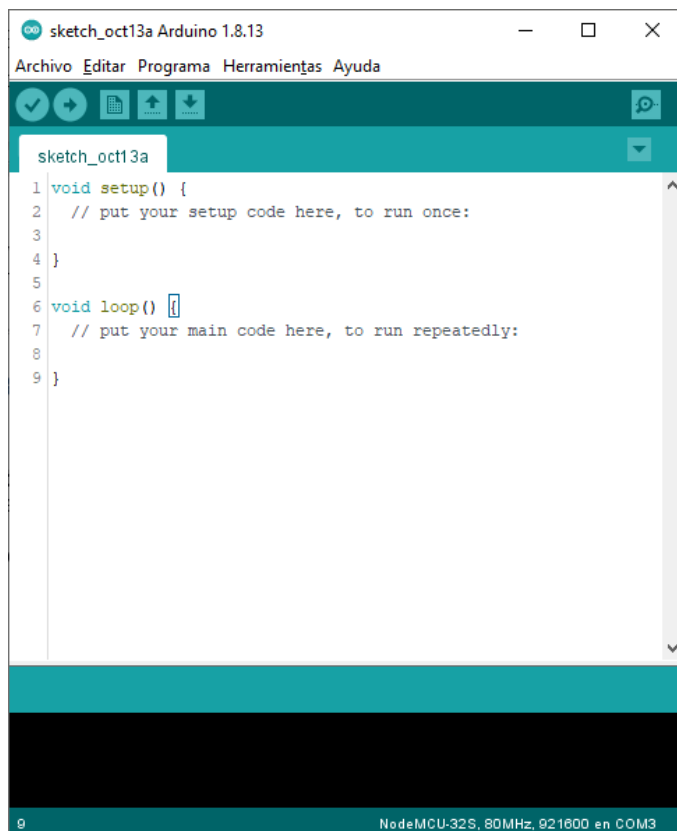 sketch_oct13a Arduino 1.8.13
Archivo Editar Programa Herramientas Ayuda
sketch_oct13a
1 void setup() {
2 // put your setup code here, to run once:
3
4 }
5
6 void loop() {
7 // put your main code here, to run repeatedly:
8
9 }
9 NodeMCU-32S, 80MHz, 921600 en COM3